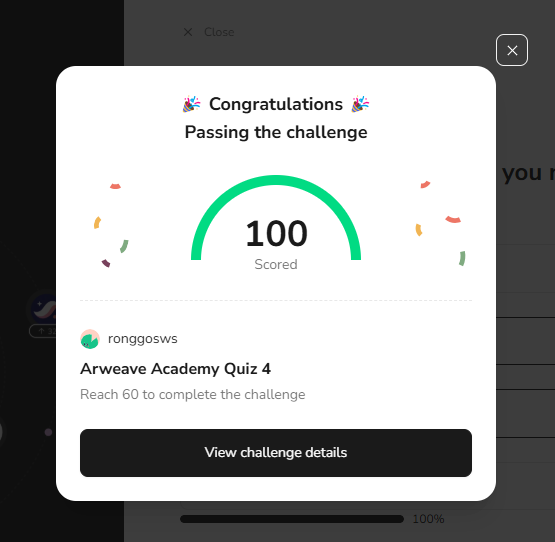 Close
Congratulations
Passing the challenge
you
100
Scored
ronggosws
Arweave Academy Quiz 4
Reach 60 to complete the challenge
View challenge details
100%